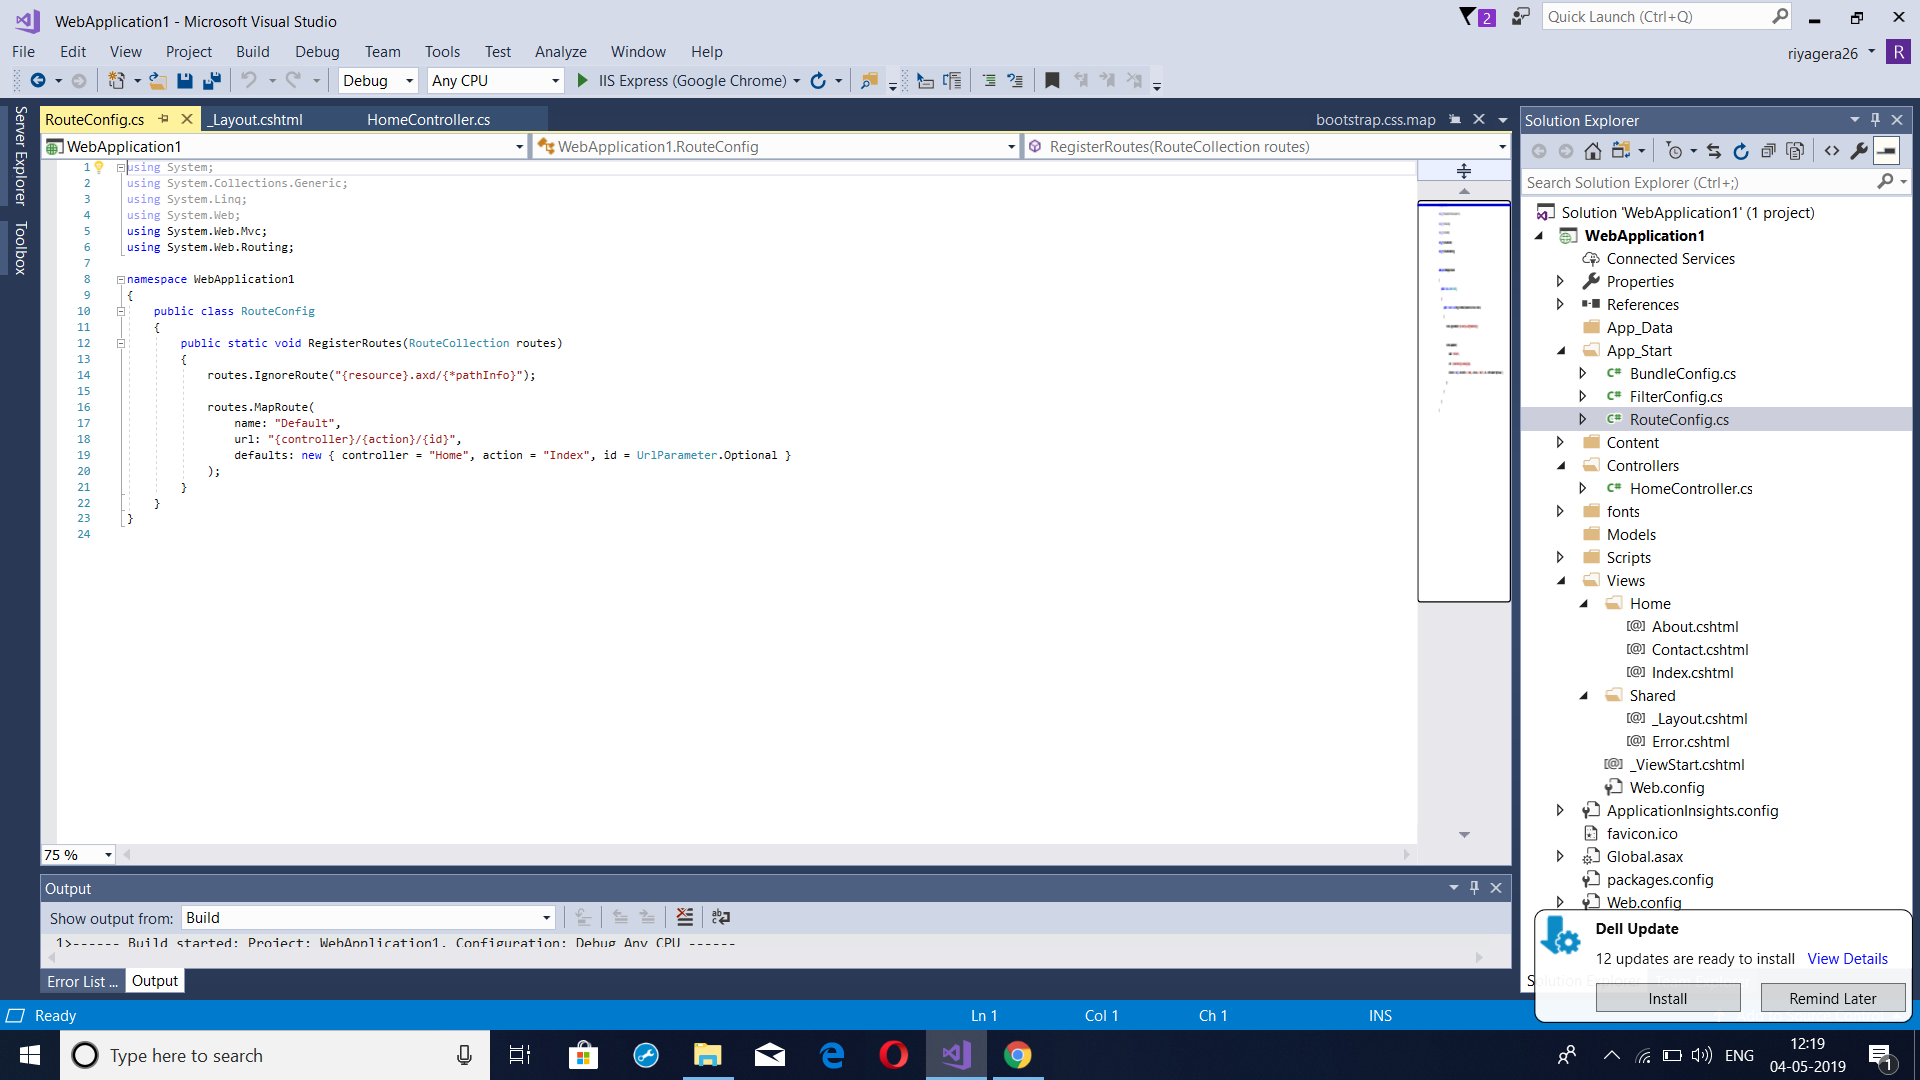 WebApplication1 - Microsoft Visual Studio
2
Quick Launch (Ctrl+Q)
File Edit View Project Build Debug Team Tools Test Analyze Window Help
riyagera26 R
Debug Any CPU IIS Express (Google Chrome)
Server Explorer
Toolbox
RouteConfig.cs _Layout.cshtml HomeController.cs bootstrap.css.map
WebApplication1 WebApplication1.RouteConfig RegisterRoutes(RouteCollection routes)
1 using System;
2 using System.Collections.Generic;
3 using System.Linq;
4 using System.Web;
5 using System.Web.Mvc;
6 using System.Web.Routing;
7
8 namespace WebApplication1
9 {
10 public class RouteConfig
11 {
12 public static void RegisterRoutes(RouteCollection routes)
13 {
14 routes.IgnoreRoute("{resource}.axd/{*pathInfo}");
15
16 routes.MapRoute(
17 name: "Default",
18 url: "{controller}/{action}/{id}",
19 defaults: new { controller = "Home", action = "Index", id = UrlParameter.Optional }
20 );
21 }
22 }
23 }
24
75 %
Output
Show output from: Build
1>------ Build started: Project: WebApplication1, Configuration: Debug Any CPU ------
Error List ... Output
Solution Explorer
Search Solution Explorer (Ctrl+;)
Solution 'WebApplication1' (1 project)
WebApplication1
Connected Services
Properties
References
App_Data
App_Start
C# BundleConfig.cs
C# FilterConfig.cs
C# RouteConfig.cs
Content
Controllers
C# HomeController.cs
fonts
Models
Scripts
Views
Home
[@] About.cshtml
[@] Contact.cshtml
[@] Index.cshtml
Shared
[@] _Layout.cshtml
[@] Error.cshtml
[@] _ViewStart.cshtml
Web.config
ApplicationInsights.config
favicon.ico
Global.asax
packages.config
Web.config
Dell Update
12 updates are ready to install View Details
Install Remind Later
Ready Ln 1 Col 1 Ch 1 INS
Type here to search
ENG
12:19
04-05-2019
1